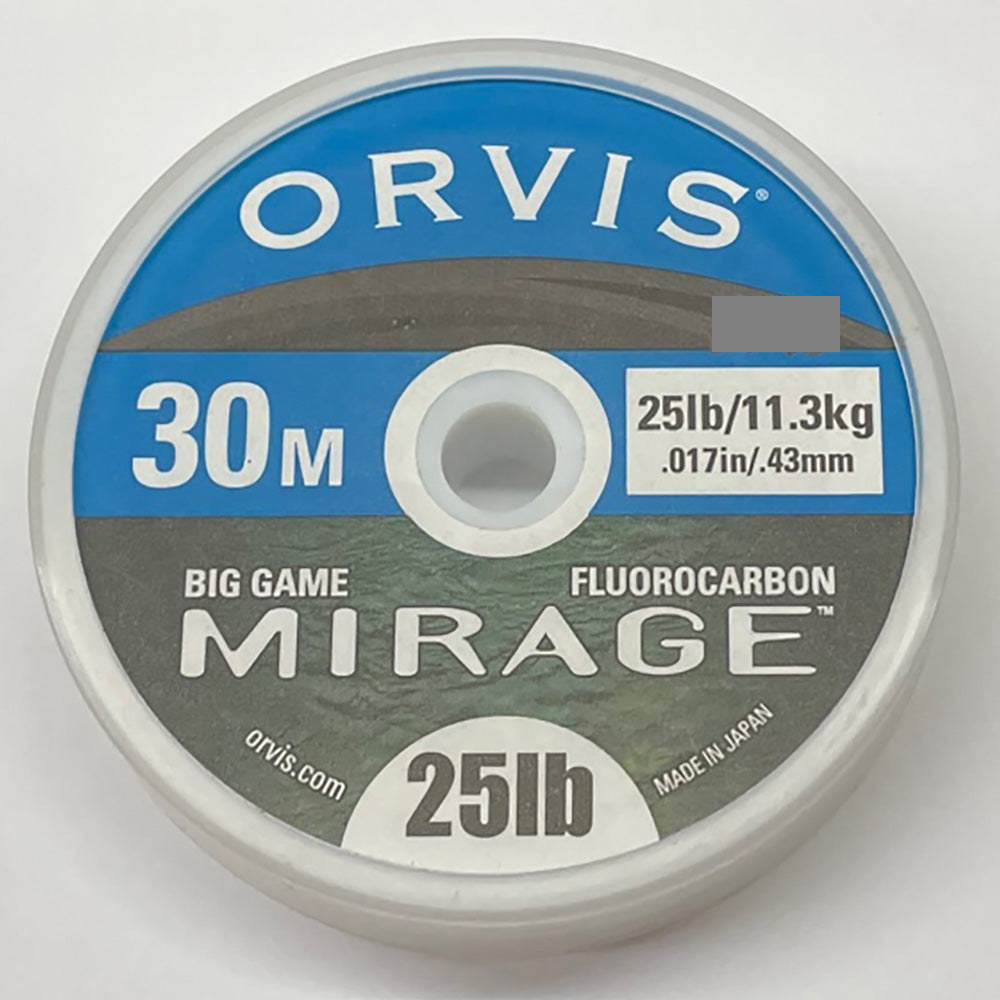 ORVIS®
30M
25lb/11.3kg
.017in/.43mm
BIG GAME
FLUOROCARBON
MIRAGE™
orvis.com
25lb
MADE IN JAPAN